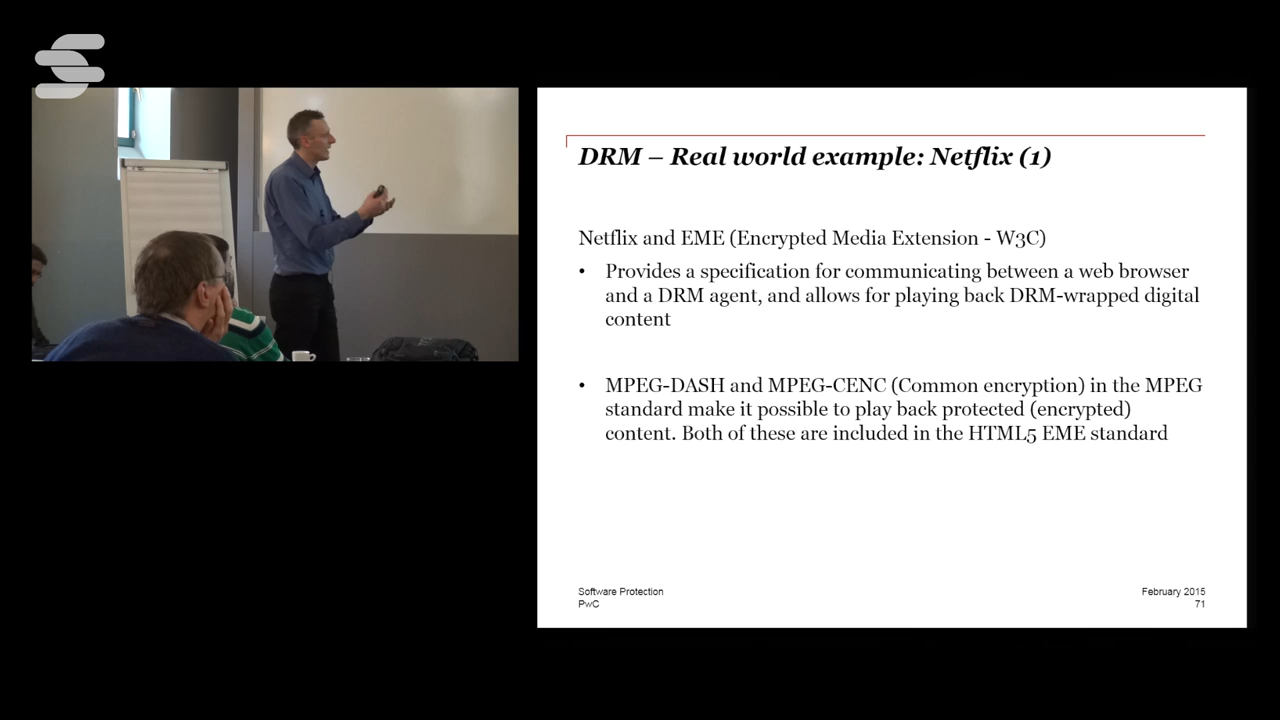 DRM – Real world example: Netflix (1)
Netflix and EME (Encrypted Media Extension - W3C)
• Provides a specification for communicating between a web browser
and a DRM agent, and allows for playing back DRM-wrapped digital
content
• MPEG-DASH and MPEG-CENC (Common encryption) in the MPEG
standard make it possible to play back protected (encrypted)
content. Both of these are included in the HTML5 EME standard
Software Protection
PwC
February 2015
71